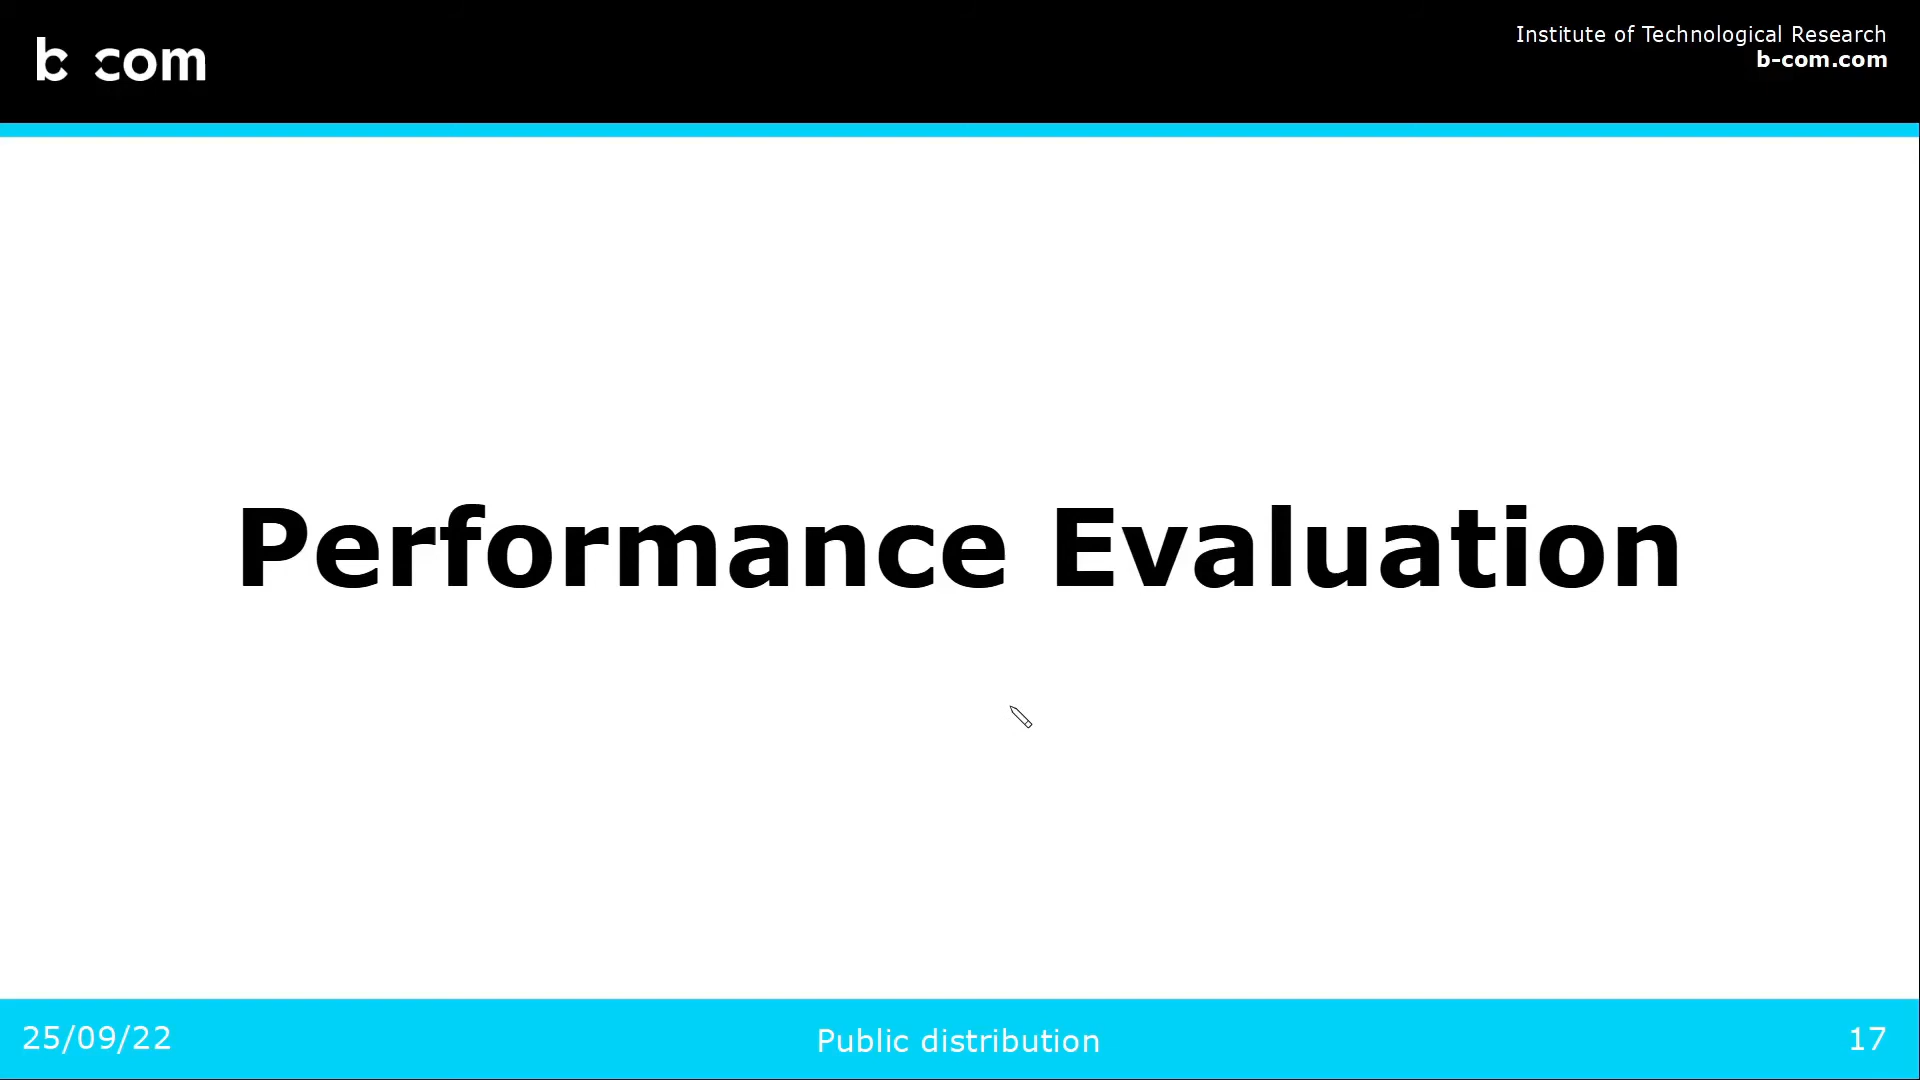 b com
Institute of Technological Research
b-com.com
Performance Evaluation
25/09/22
Public distribution
17